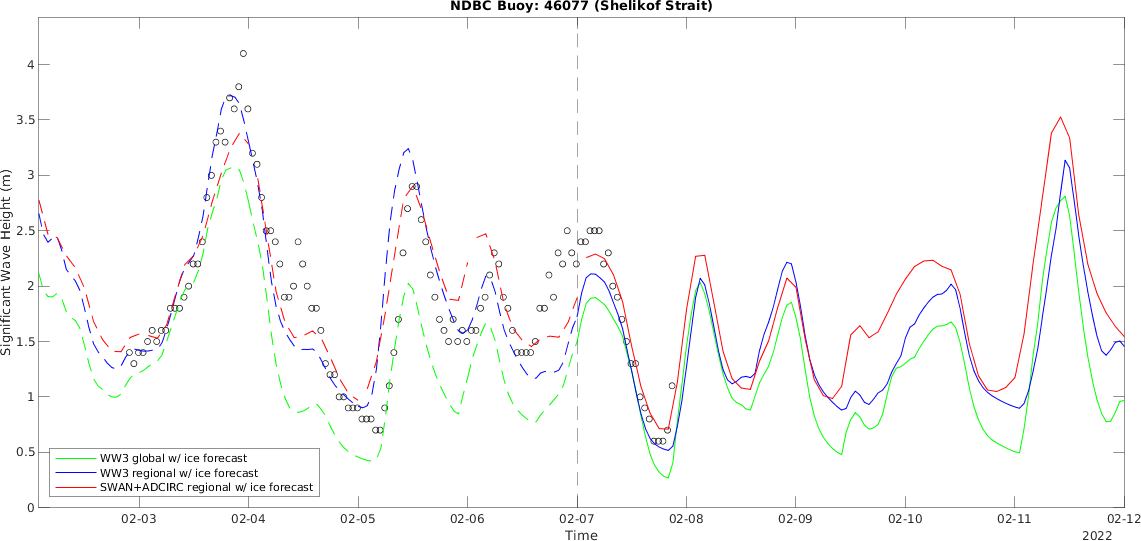 NDBC Buoy: 46077 (Shelikof Strait)
4
3.5
3
2.5
2
1.5
1
0.5
0
Significant Wave Height (m)
WW3 global w/ ice forecast
WW3 regional w/ ice forecast
SWAN+ADCIRC regional w/ ice forecast
02-03 02-04 02-05 02-06 02-07 02-08 02-09 02-10 02-11 02-12
Time
2022